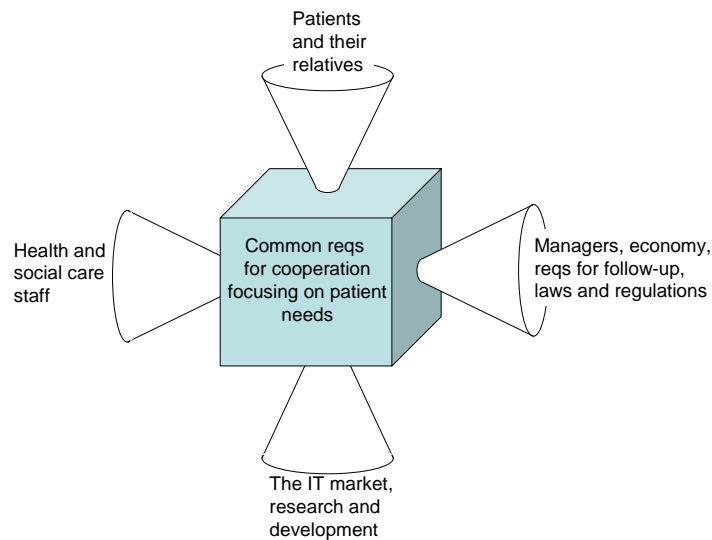 Patients
and their
relatives
Health and
social care
staff
Common reqs
for cooperation
focusing on patient
needs
Managers, economy,
reqs for follow-up,
laws and regulations
The IT market,
research and
development